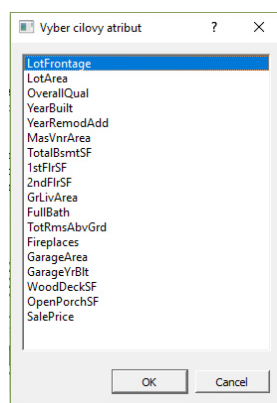 Vyber cilovy atribut
LotFrontage
LotArea
OverallQual
YearBuilt
YearRemodAdd
MasVnrArea
TotalBsmtSF
1stFlrSF
2ndFlrSF
GrLivArea
FullBath
TotRmsAbvGrd
Fireplaces
GarageArea
GarageYrBlt
WoodDeckSF
OpenPorchSF
SalePrice
OK Cancel